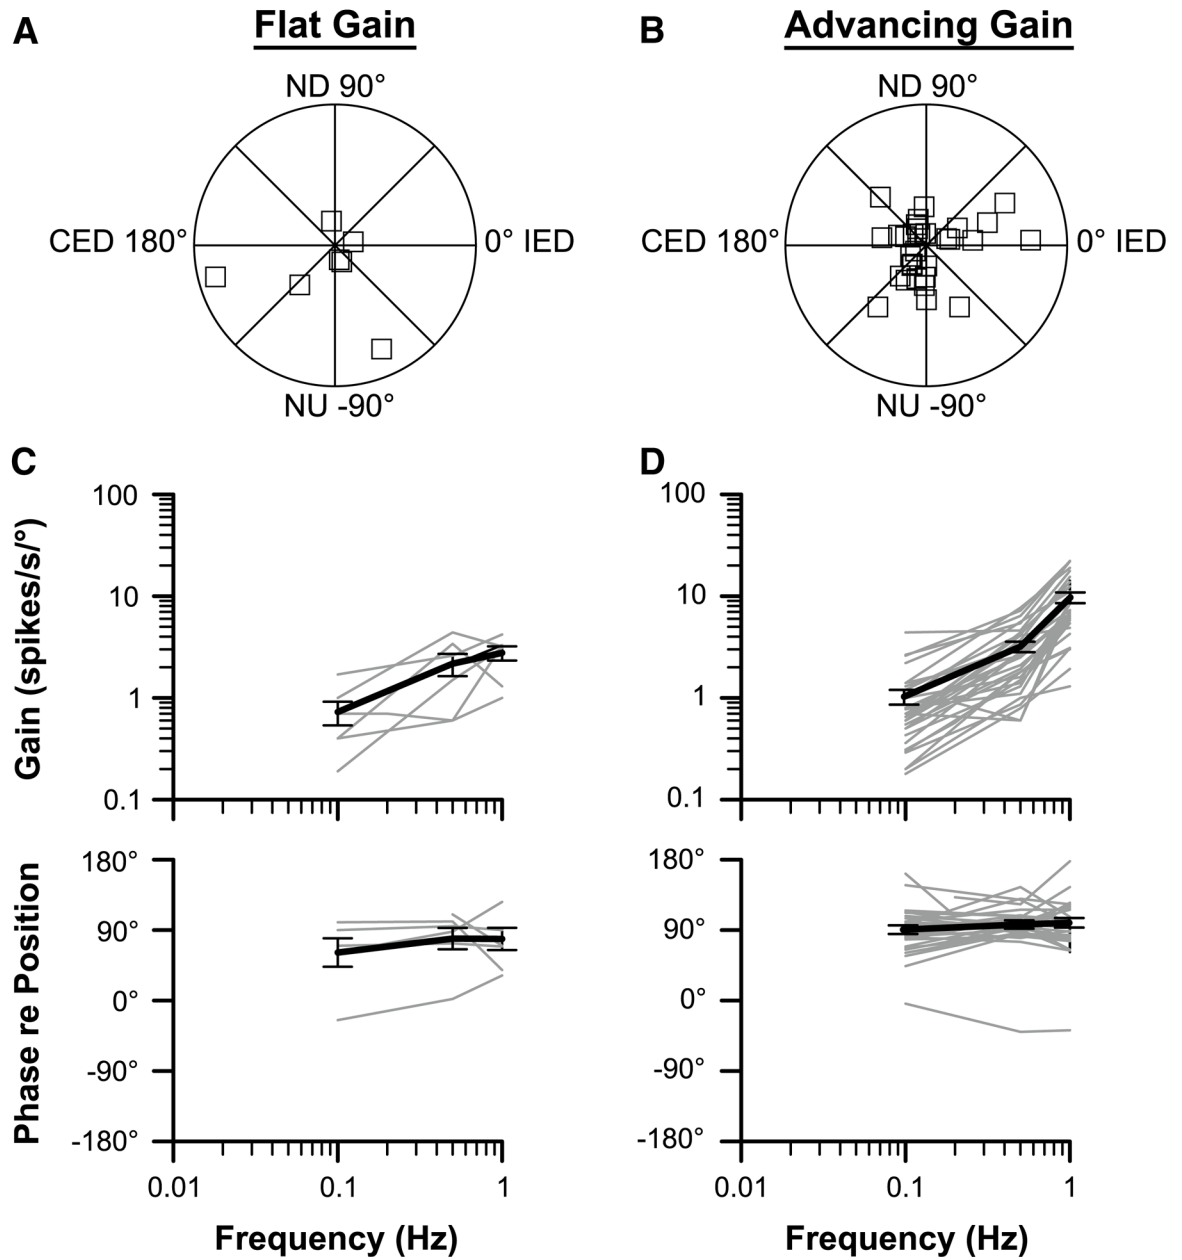 A Flat Gain
B Advancing Gain
ND 90°
CED 180°
0° IED
NU -90°
ND 90°
CED 180°
0° IED
NU -90°
C
Gain (spikes/s/°)
100
10
1
0.1
D
100
10
1
0.1
Phase re Position
180°
90°
0°
-90°
-180°
0.01 0.1 1
Frequency (Hz)
180°
90°
0°
-90°
-180°
0.01 0.1 1
Frequency (Hz)